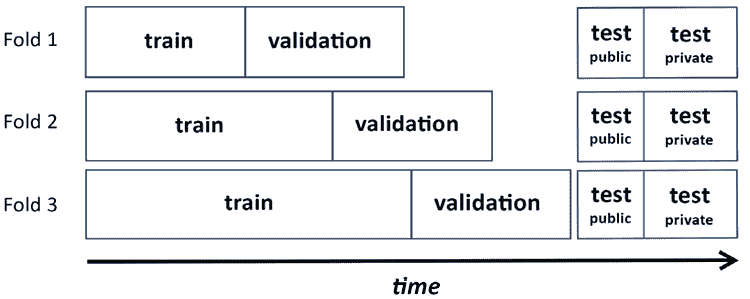 Fold 1
train
validation
test
public
test
private
Fold 2
train
validation
test
public
test
private
Fold 3
train
validation
test
public
test
private
time